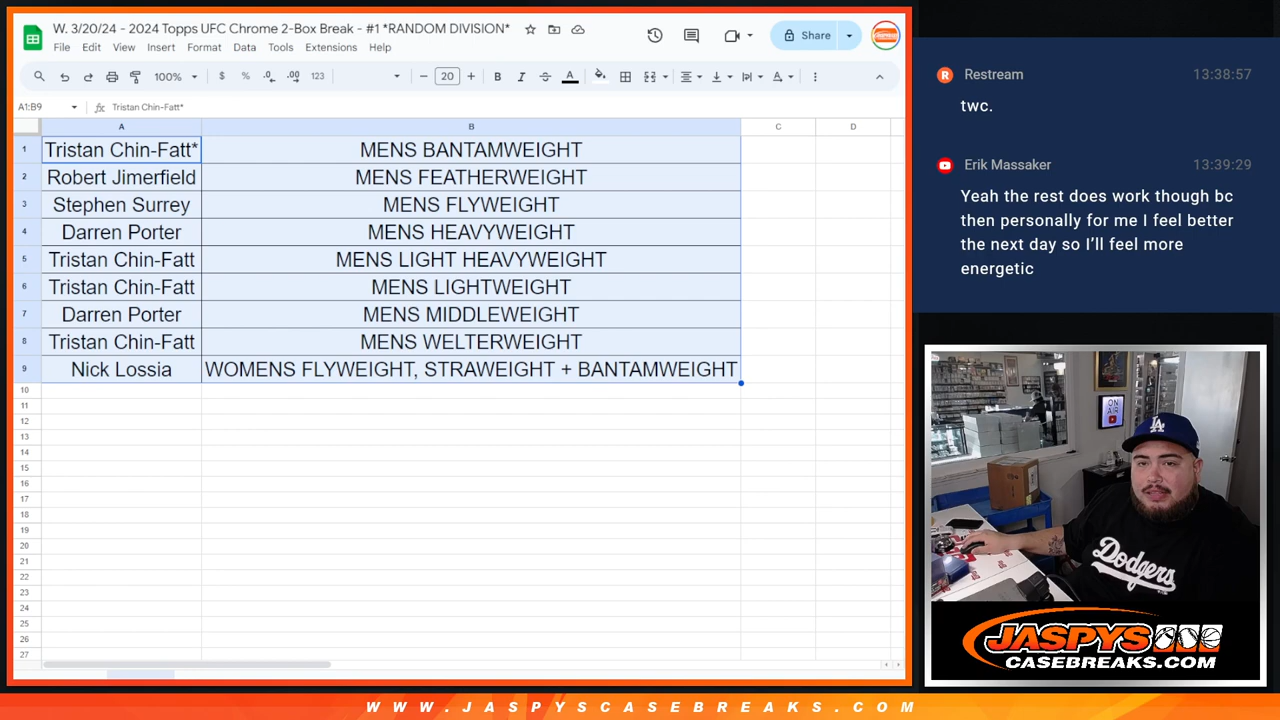 W. 3/20/24 - 2024 Topps UFC Chrome 2-Box Break - #1 *RANDOM DIVISION*
File Edit View Insert Format Data Tools Extensions Help
Share
100% $ % .0 .00 123 20 B I A
A1:B9 fx Tristan Chin-Fatt*
A B C D
1 Tristan Chin-Fatt* MENS BANTAMWEIGHT
2 Robert Jimerfield MENS FEATHERWEIGHT
3 Stephen Surrey MENS FLYWEIGHT
4 Darren Porter MENS HEAVYWEIGHT
5 Tristan Chin-Fatt MENS LIGHT HEAVYWEIGHT
6 Tristan Chin-Fatt MENS LIGHTWEIGHT
7 Darren Porter MENS MIDDLEWEIGHT
8 Tristan Chin-Fatt MENS WELTERWEIGHT
9 Nick Lossia WOMENS FLYWEIGHT, STRAWEIGHT + BANTAMWEIGHT
10
11
12
13
14
15
16
17
18
19
20
21
22
23
24
25
26
27
Restream 13:38:57
twc.
Erik Massaker 13:39:29
Yeah the rest does work though bc
then personally for me I feel better
the next day so I'll feel more
energetic
ON
AIR
LA
Dodgers
JASPYS
CASEBREAKS.COM
WWW.JASPYSCASEBREAKS.COM